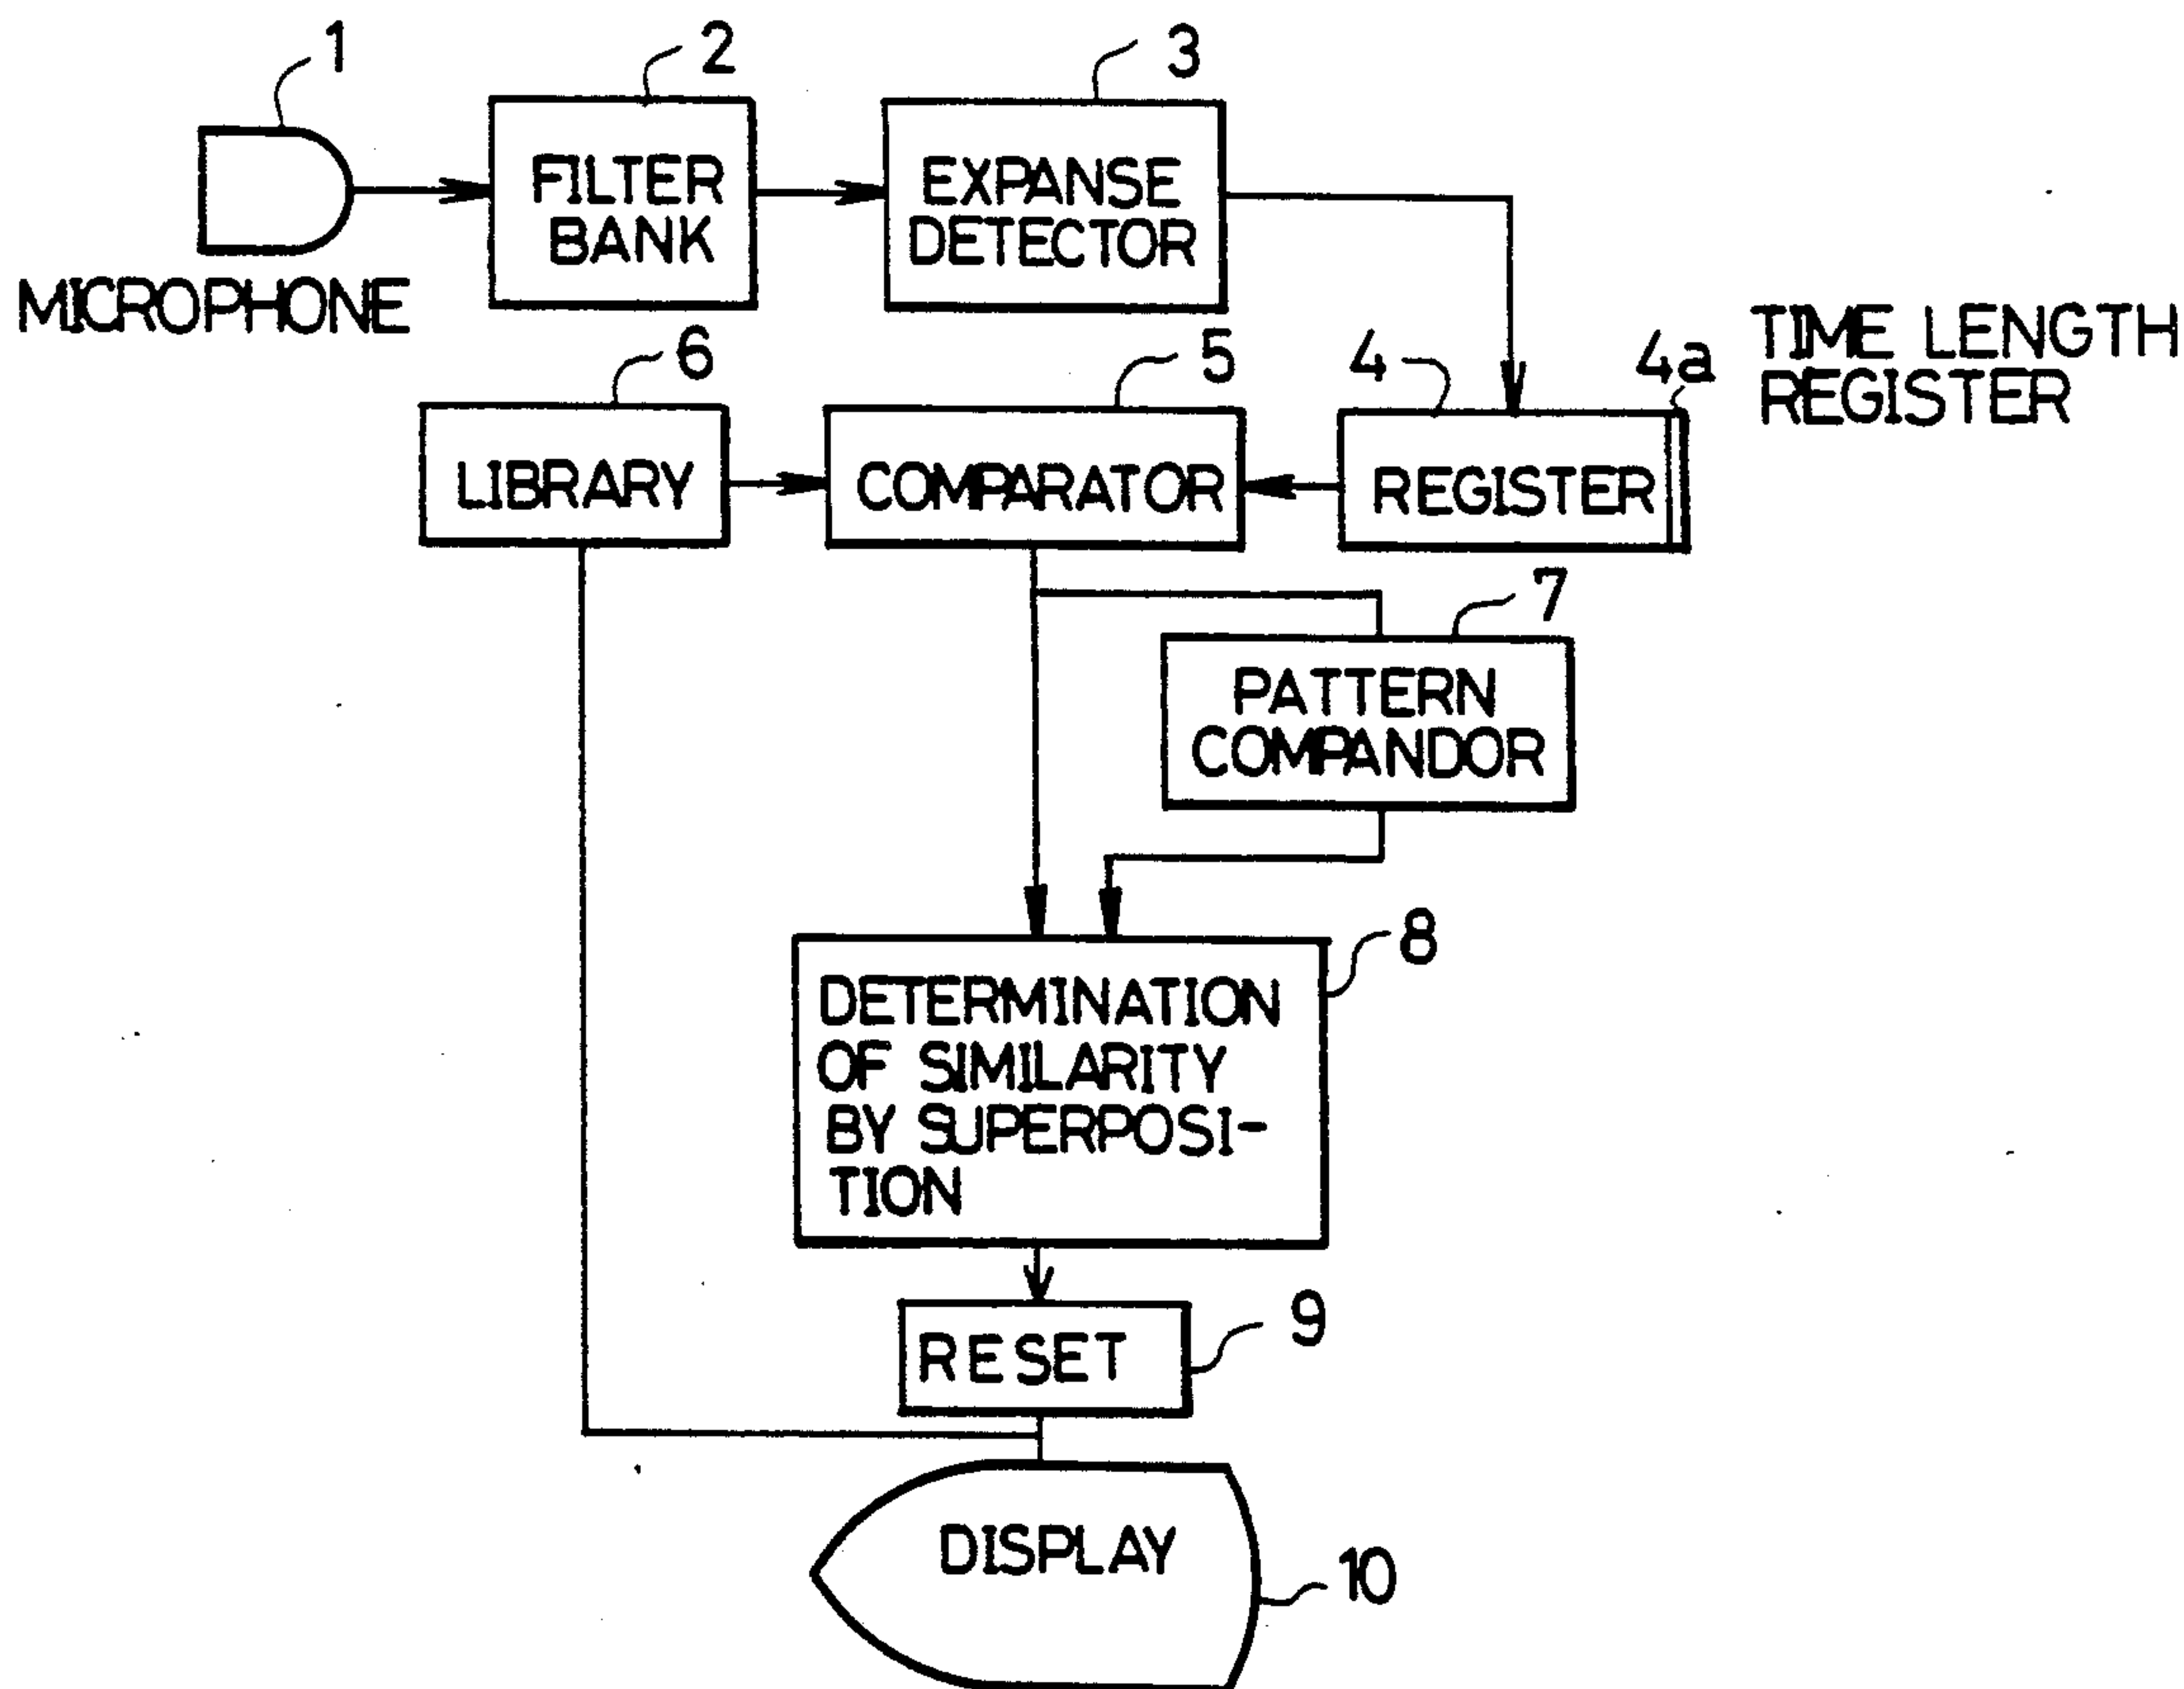 1
2
3
FILTER
BANK
EXPANSE
DETECTOR
MICROPHONE
TIME LENGTH
REGISTER
6
5
4
4a
LIBRARY
COMPARATOR
REGISTER
7
PATTERN
COMPANDOR
8
DETERMINATION
OF SIMILARITY
BY SUPERPOSI-
TION
9
RESET
DISPLAY
10